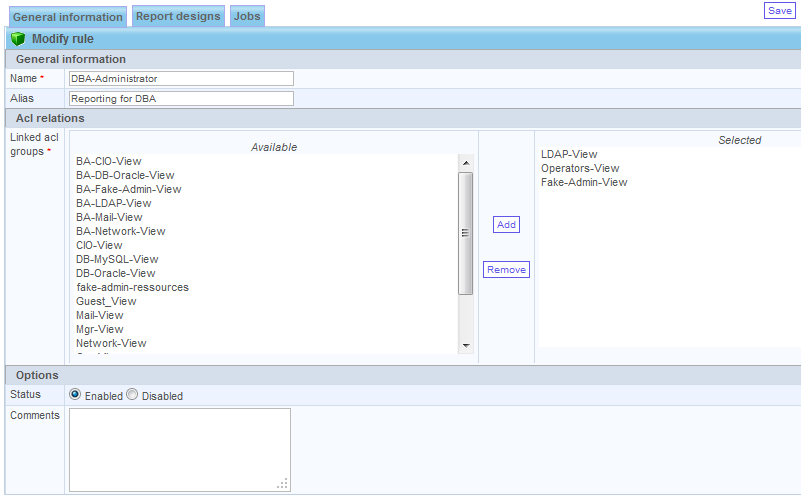 General information Report designs Jobs Save
Modify rule
General information
Name * DBA-Administrator
Alias Reporting for DBA
Acl relations
Linked acl groups *
Available
BA-CIO-View
BA-DB-Oracle-View
BA-Fake-Admin-View
BA-LDAP-View
BA-Mail-View
BA-Network-View
CIO-View
DB-MySQL-View
DB-Oracle-View
fake-admin-ressources
Guest_View
Mail-View
Mgr-View
Network-View
Add
Remove
Selected
LDAP-View
Operators-View
Fake-Admin-View
Options
Status Enabled Disabled
Comments